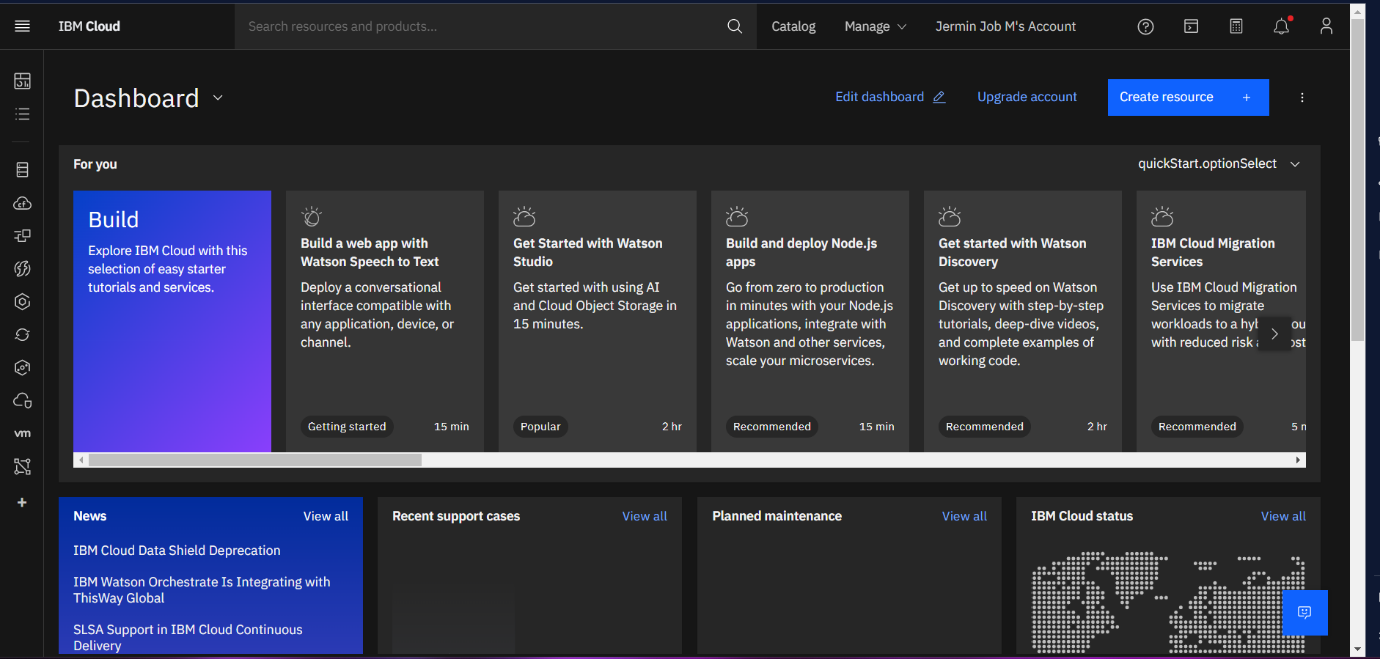 IBM Cloud
Search resources and products...
Catalog
Manage
Jermin Job M's Account
Dashboard
Edit dashboard
Upgrade account
Create resource +
For you
quickStart.optionSelect
Build
Explore IBM Cloud with this
selection of easy starter
tutorials and services.
Build a web app with
Watson Speech to Text
Deploy a conversational
interface compatible with
any application, device, or
channel.
Getting started
15 min
Get Started with Watson
Studio
Get started with using AI
and Cloud Object Storage in
15 minutes.
Popular
2 hr
Build and deploy Node.js
apps
Go from zero to production
in minutes with your Node.js
applications, integrate with
Watson and other services,
scale your microservices.
Recommended
15 min
Get started with Watson
Discovery
Get up to speed on Watson
Discovery with step-by-step
tutorials, deep-dive videos,
and complete examples of
working code.
Recommended
2 hr
IBM Cloud Migration
Services
Use IBM Cloud Migration
Services to migrate
workloads to a
with reduced risk
Recommended
5
vm
News
View all
IBM Cloud Data Shield Deprecation
IBM Watson Orchestrate Is Integrating with
ThisWay Global
SLSA Support in IBM Cloud Continuous
Delivery
Recent support cases
View all
Planned maintenance
View all
IBM Cloud status
View all